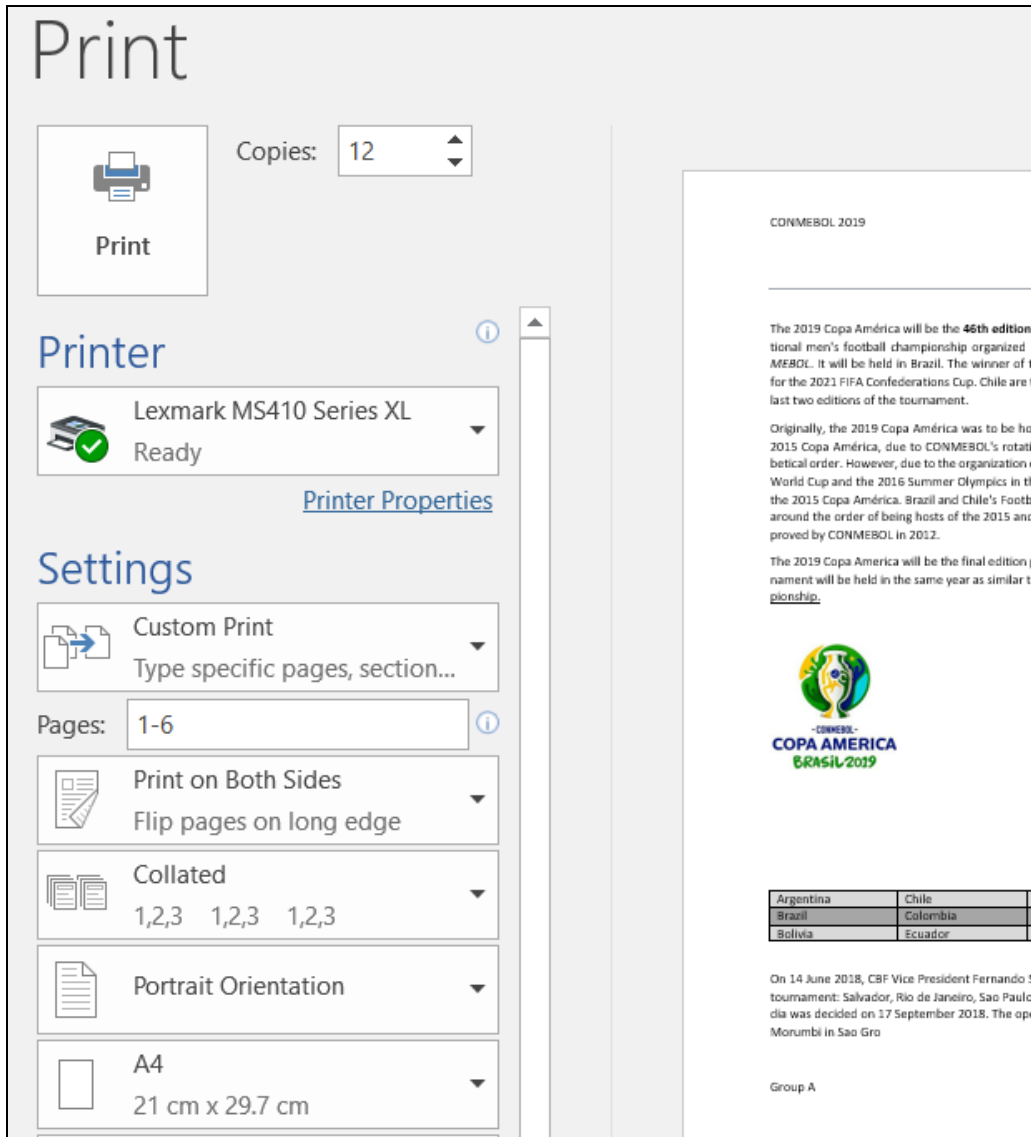 Print
Copies: 12
Print
Printer
Lexmark MS410 Series XL
Ready
Printer Properties
Settings
Custom Print
Type specific pages, section...
Pages: 1-6
Print on Both Sides
Flip pages on long edge
Collated
1,2,3 1,2,3 1,2,3
Portrait Orientation
A4
21 cm x 29.7 cm
CONMEBOL 2019
The 2019 Copa América will be the 46th edition
tional men's football championship organized
MEBOL. It will be held in Brazil. The winner of
for the 2021 FIFA Confederations Cup. Chile are
last two editions of the tournament.
Originally, the 2019 Copa América was to be
2015 Copa América, due to CONMEBOL's
betical order. However, due to the organization
World Cup and the 2016 Summer Olympics in
the 2015 Copa América. Brazil and Chile's
around the order of being hosts of the 2015 and
proved by CONMEBOL in 2012.
The 2019 Copa America will be the final edition
nament will be held in the same year as similar
pionship.
-CONMEBOL-
COPA AMERICA
BRASIL 2019
Argentina Chile
Brazil Colombia
Bolivia Ecuador
On 14 June 2018, CBF Vice President Fernando
tournament: Salvador, Rio de Janeiro, Sao Paulo
dia was decided on 17 September 2018. The
Morumbi in Sao Gro
Group A